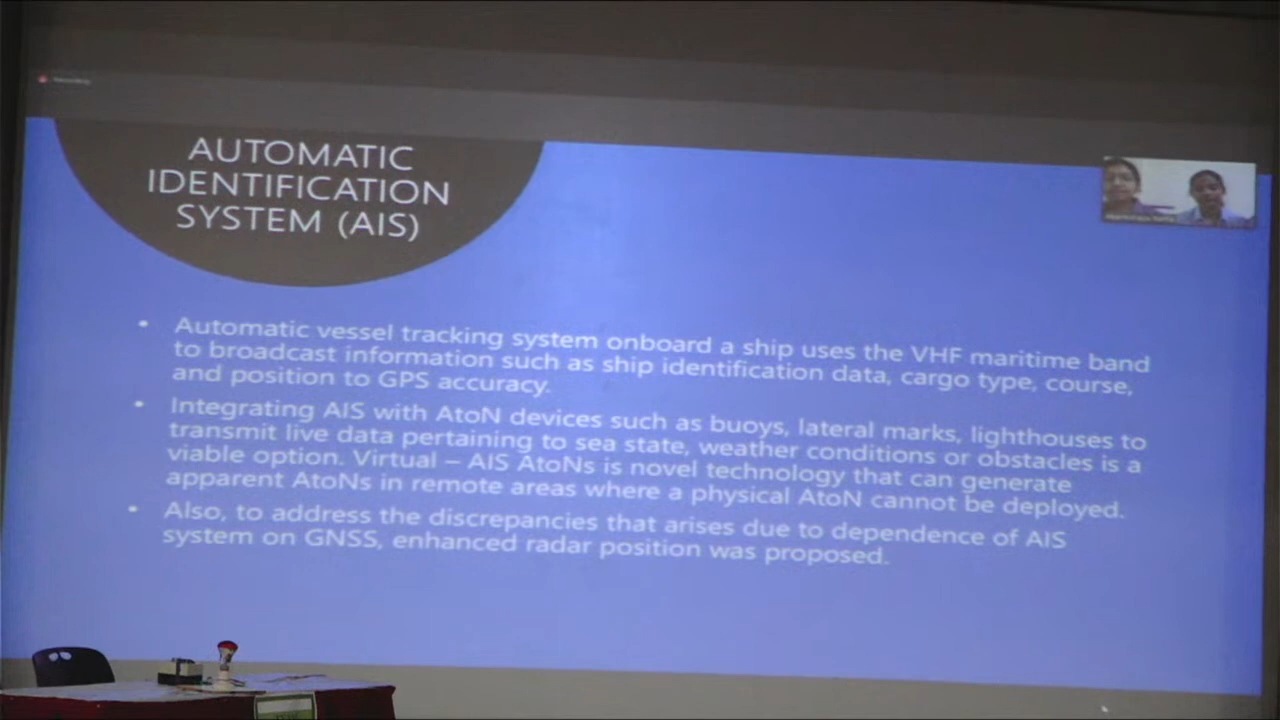 AUTOMATIC
IDENTIFICATION
SYSTEM (AIS)
• Automatic vessel tracking system onboard a ship uses the VHF maritime band
to broadcast information such as ship identification data, cargo type, course,
and position to GPS accuracy.
• Integrating AIS with AtoN devices such as buoys, lateral marks, lighthouses to
transmit live data pertaining to sea state, weather conditions or obstacles is a
viable option. Virtual – AIS AtoNs is novel technology that can generate
apparent AtoNs in remote areas where a physical AtoN cannot be deployed.
• Also, to address the discrepancies that arises due to dependence of AIS
system on GNSS, enhanced radar position was proposed.